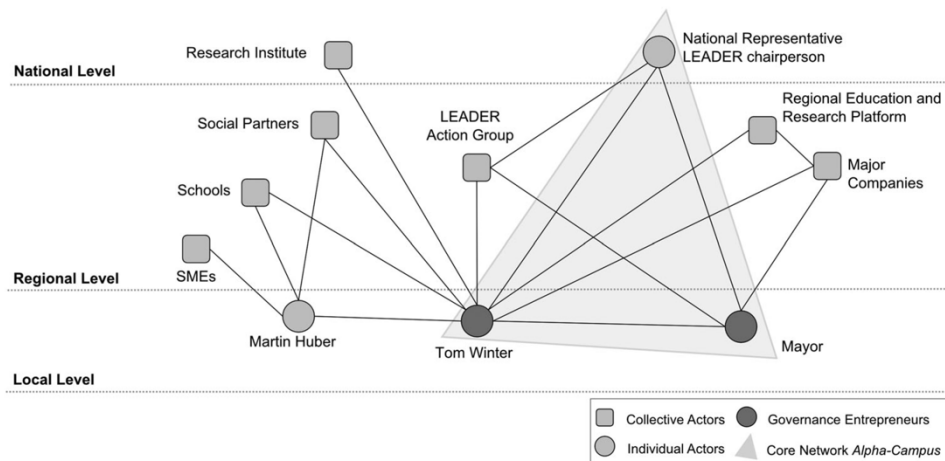 National Representative
LEADER chairperson
Research Institute
National Level
Regional Education and
Research Platform
Social Partners
LEADER
Action Group
Major
Companies
Schools
SMEs
Regional Level
Martin Huber
Tom Winter
Mayor
Local Level
Collective Actors
Governance Entrepreneurs
Individual Actors
Core Network Alpha-Campus